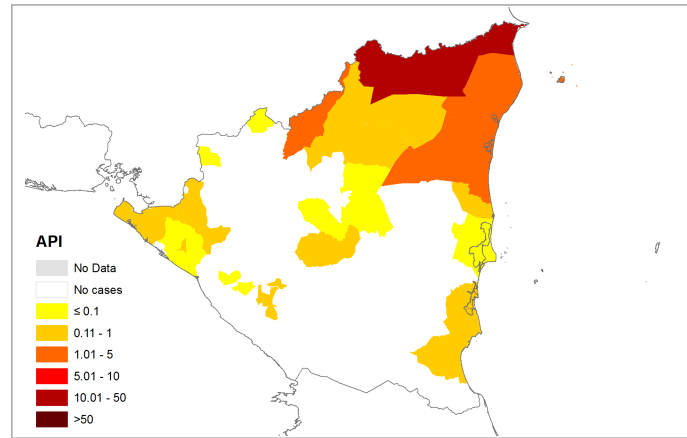 API
No Data
No cases
≤ 0.1
0.11 - 1
1.01 - 5
5.01 - 10
10.01 - 50
>50